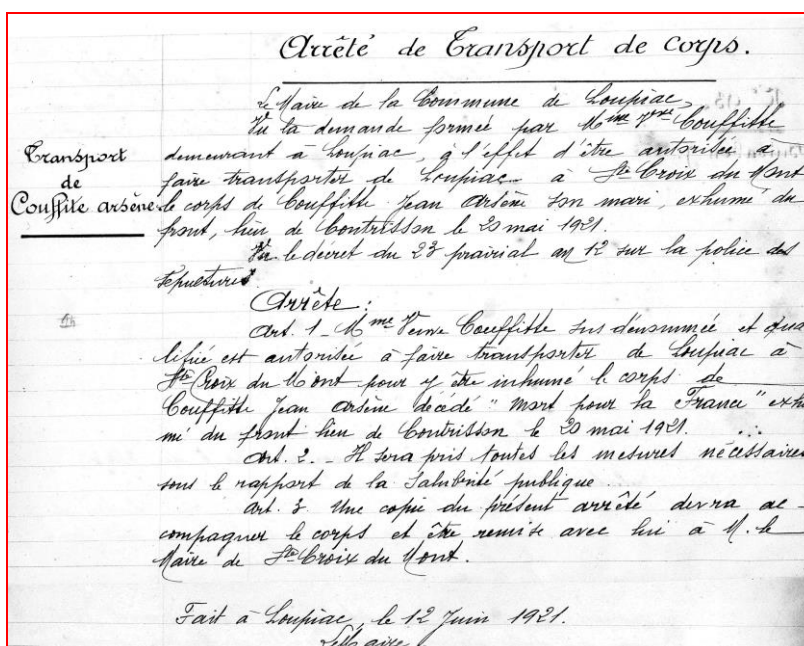 Arrêté de Transport de corps.
Le Maire de la Commune de Loupiac,
Vu la demande formée par Mme Vve Couffitte
demeurant à Loupiac, à l'effet d'être autorisée à
faire transporter de Loupiac à Ste Croix du Mont
le corps de Couffitte Jean Arsène son mari, exhumé du
front, lieu de Contrisson le 20 mai 1921.
Vu le décret du 23 prairial an 12 sur la police des
sepultures.
Transport
de
Couffite arsène
Arrête :
Art. 1 - Mme Veuve Couffitte sus dénommée et qua
lifiée est autorisée à faire transporter de Loupiac à
Ste Croix du Mont pour y être inhumé le corps de
Couffitte Jean Arsène décédé "Mort pour la France" exhu
mé du front lieu de Contrisson le 20 mai 1921.
Art. 2. - Il sera pris toutes les mesures nécessaires
sous le rapport de la salubrité publique
Art. 3 Une copie du présent arrêté devra ac-
compagner le corps et être remise avec lui à M. le
Maire de Ste Croix du Mont.
Fait à Loupiac, le 12 Juin 1921.
Le Maire